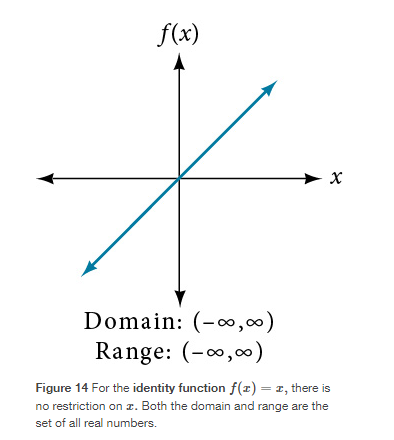 f(x)
x
Domain: (−∞,∞)
Range: (−∞,∞)
Figure 14 For the identity function f(x) = x, there is
no restriction on x. Both the domain and range are the
set of all real numbers.